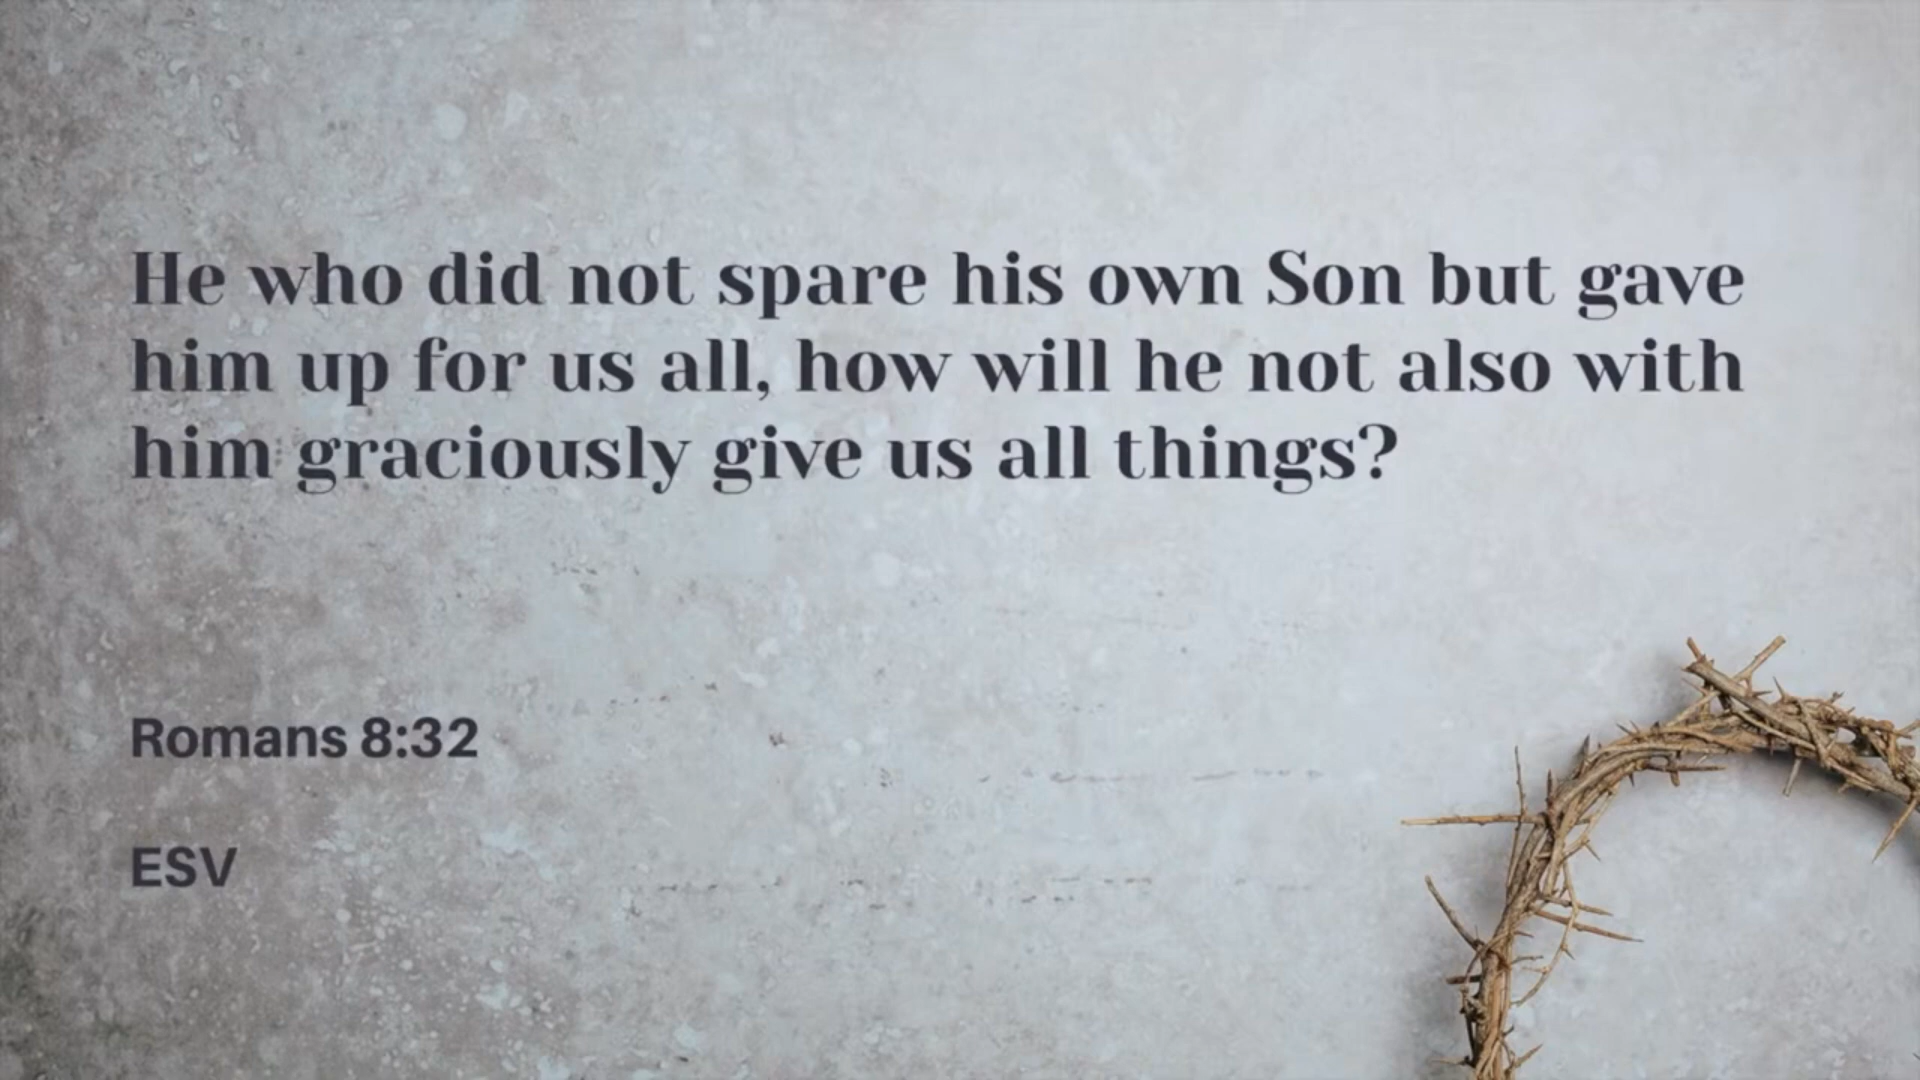 He who did not spare his own Son but gave
him up for us all, how will he not also with
him graciously give us all things?
Romans 8:32
ESV